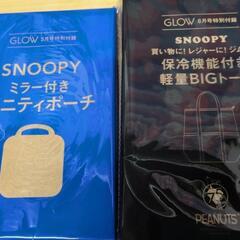 GLOW 8月号特別付録
SNOOPY
ミラー付き
ニティポーチ
GLOW 8月号特別付録
SNOOPY
買い物に!レジャーに!ジム
保冷機能付き
軽量BIGトー
PEANUTS